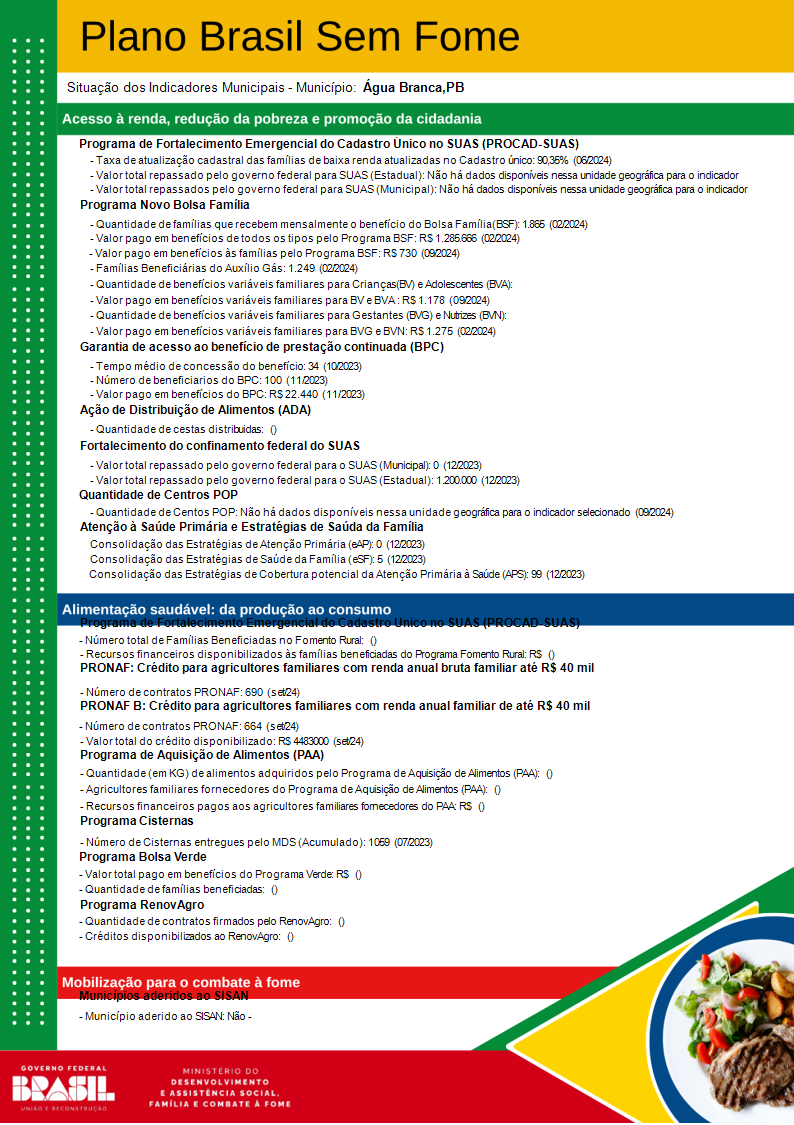 Plano Brasil Sem Fome
Situação dos Indicadores Municipais - Município: Água Branca,PB
Acesso à renda, redução da pobreza e promoção da cidadania
Programa de Fortalecimento Emergencial do Cadastro Único no SUAS (PROCAD-SUAS)
- Taxa de atualização cadastral das famílias de baixa renda atualizadas no Cadastro único: 90,35% (06/2024)
- Valor total repassado pelo governo federal para SUAS (Estadual): Não há dados disponíveis nessa unidade geográfica para o indicador
- Valor total repassados pelo governo federal para SUAS (Municipal): Não há dados disponíveis nessa unidade geográfica para o indicador
Programa Novo Bolsa Família
- Quantidade de famílias que recebem mensalmente o benefício do Bolsa Família(BSF): 1.865 (02/2024)
- Valor pago em benefícios de todos os tipos pelo Programa BSF: R$ 1.285.666 (02/2024)
- Valor pago em benefícios às famílias pelo Programa BSF: R$ 730 (09/2024)
- Famílias Beneficiárias do Auxílio Gás: 1.249 (02/2024)
- Quantidade de benefícios variáveis familiares para Crianças(BV) e Adolescentes (BVA):
- Valor pago em benefícios variáveis familiares para BV e BVA : R$ 1.178 (09/2024)
- Quantidade de benefícios variáveis familiares para Gestantes (BVG) e Nutrizes (BVN):
- Valor pago em benefícios variáveis familiares para BVG e BVN: R$ 1.275 (02/2024)
Garantia de acesso ao benefício de prestação continuada (BPC)
- Tempo médio de concessão do benefício: 34 (10/2023)
- Número de beneficiarios do BPC: 100 (11/2023)
- Valor pago em benefícios do BPC: R$ 22.440 (11/2023)
Ação de Distribuição de Alimentos (ADA)
- Quantidade de cestas distribuidas: ()
Fortalecimento do confinamento federal do SUAS
- Valor total repassado pelo governo federal para o SUAS (Municipal): 0 (12/2023)
- Valor total repassado pelo governo federal para o SUAS (Estadual): 1.200.000 (12/2023)
Quantidade de Centros POP
- Quantidade de Centos POP: Não há dados disponíveis nessa unidade geográfica para o indicador selecionado (09/2024)
Atenção à Saúde Primária e Estratégias de Saúda da Família
Consolidação das Estratégias de Atenção Primária (eAP): 0 (12/2023)
Consolidação das Estratégias de Saúde da Família (eSF): 5 (12/2023)
Consolidação das Estratégias de Cobertura potencial da Atenção Primária à Saúde (APS): 99 (12/2023)
Alimentação saudável: da produção ao consumo
Programa de Fortalecimento Emergencial do Cadastro Único no SUAS (PROCAD-SUAS)
- Número total de Famílias Beneficiadas no Fomento Rural: ()
- Recursos financeiros disponibilizados às famílias beneficiadas do Programa Fomento Rural: R$ ()
PRONAF: Crédito para agricultores familiares com renda anual bruta familiar até R$ 40 mil
- Número de contratos PRONAF: 690 (set/24)
PRONAF B: Crédito para agricultores familiares com renda anual familiar de até R$ 40 mil
- Número de contratos PRONAF: 664 (set/24)
- Valor total do crédito disponibilizado: R$ 4483000 (set/24)
Programa de Aquisição de Alimentos (PAA)
- Quantidade (em KG) de alimentos adquiridos pelo Programa de Aquisição de Alimentos (PAA): ()
- Agricultores familiares fornecedores do Programa de Aquisição de Alimentos (PAA): ()
- Recursos financeiros pagos aos agricultores familiares fornecedores do PAA: R$ ()
Programa Cisternas
- Número de Cisternas entregues pelo MDS (Acumulado): 1059 (07/2023)
Programa Bolsa Verde
- Valor total pago em benefícios do Programa Verde: R$ ()
- Quantidade de famílias beneficiadas: ()
Programa RenovAgro
- Quantidade de contratos firmados pelo RenovAgro: ()
- Créditos disponibilizados ao RenovAgro: ()
Mobilização para o combate à fome
Municípios aderidos ao SISAN
- Município aderido ao SISAN: Não -
GOVERNO FEDERAL
BRASIL
UNIÃO E RECONSTRUÇÃO
MINISTÉRIO DO
DESENVOLVIMENTO
E ASSISTÊNCIA SOCIAL,
FAMÍLIA E COMBATE À FOME